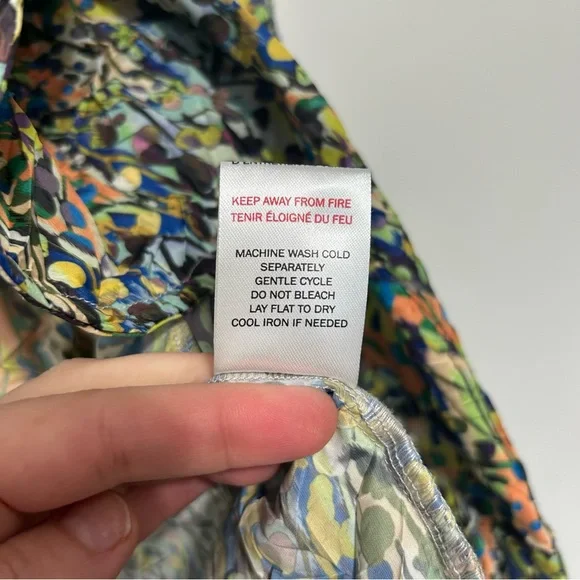 KEEP AWAY FROM FIRE
TENIR ÉLOIGNÉ DU FEU
MACHINE WASH COLD
SEPARATELY
GENTLE CYCLE
DO NOT BLEACH
LAY FLAT TO DRY
COOL IRON IF NEEDED